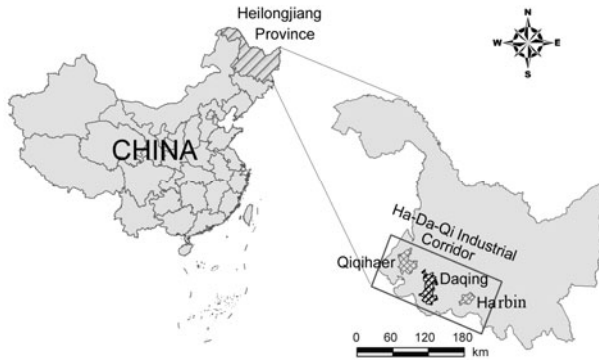 Heilongjiang
Province
N
W
E
S
CHINA
Ha-Da-Qi Industrial
Corridor
Qiqihaer
Daqing
Harbin
0 60 120 180
km